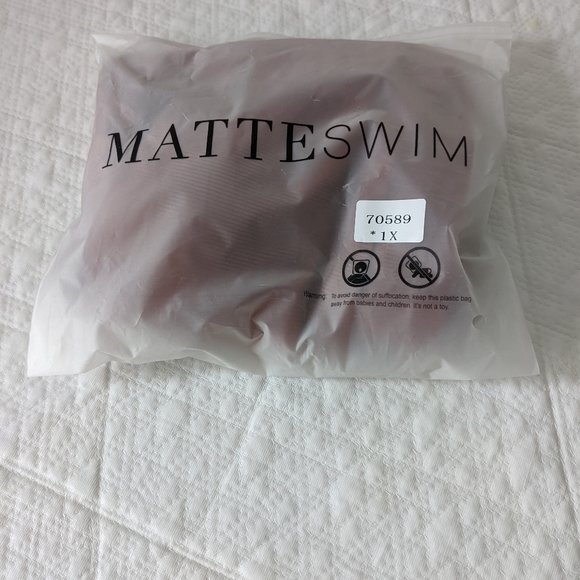 MATTESWIM
70589
* 1X
Warning: To avoid danger of suffocation, keep this plastic bag
away from babies and children. It's not a toy.